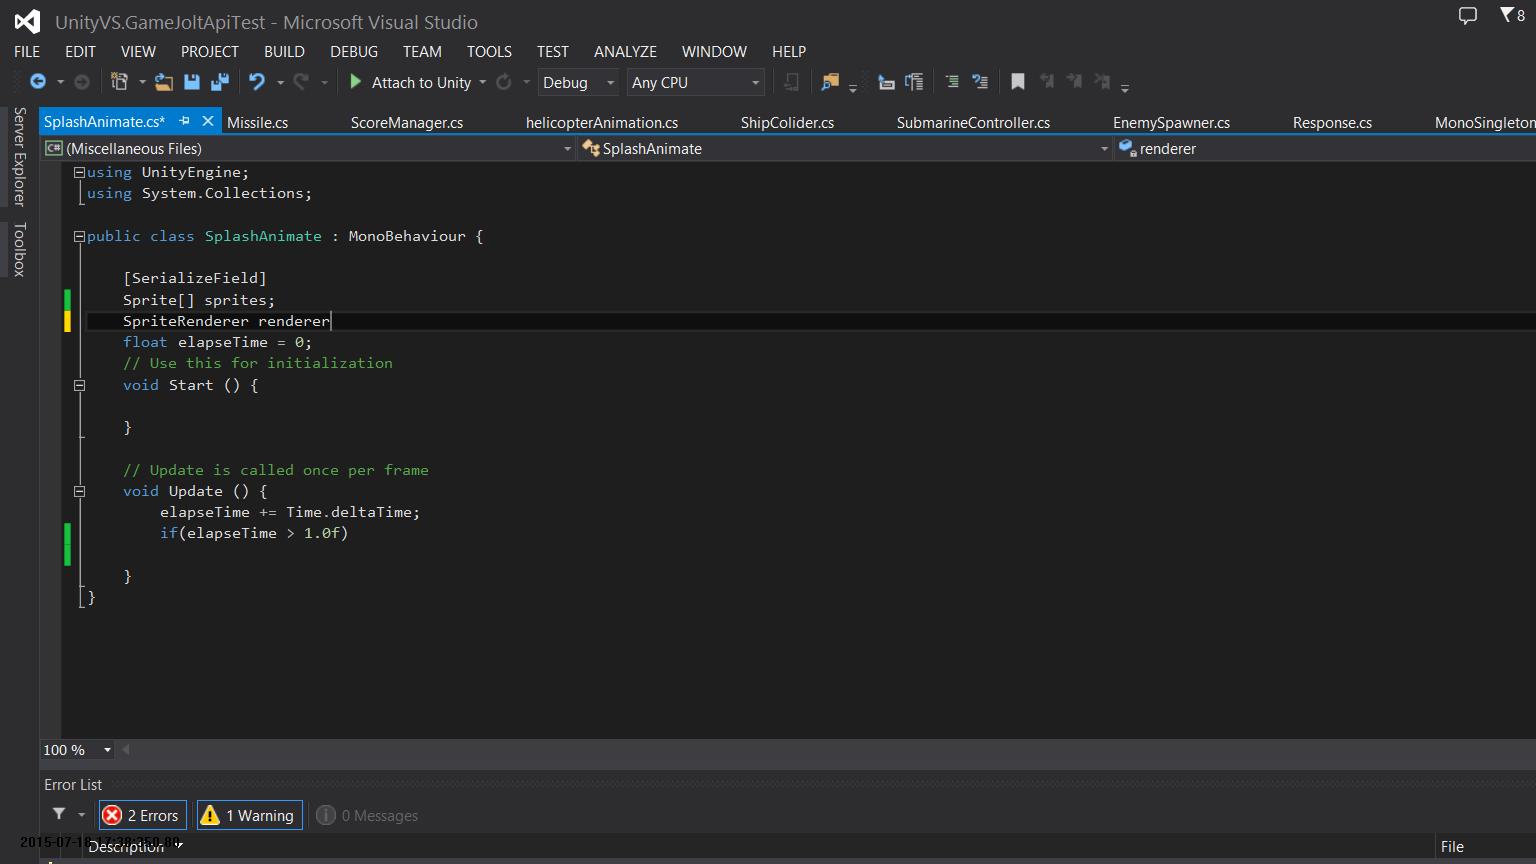 UnityVS.GameJoltApiTest - Microsoft Visual Studio
8
FILE EDIT VIEW PROJECT BUILD DEBUG TEAM TOOLS TEST ANALYZE WINDOW HELP
Attach to Unity Debug Any CPU
Server Explorer
Toolbox
SplashAnimate.cs* Missile.cs ScoreManager.cs helicopterAnimation.cs ShipColider.cs SubmarineController.cs EnemySpawner.cs Response.cs MonoSingleton
C# (Miscellaneous Files) SplashAnimate renderer
using UnityEngine;
using System.Collections;
public class SplashAnimate : MonoBehaviour {
[SerializeField]
Sprite[] sprites;
SpriteRenderer renderer
float elapseTime = 0;
// Use this for initialization
void Start () {
}
// Update is called once per frame
void Update () {
elapseTime += Time.deltaTime;
if(elapseTime > 1.0f)
}
}
100 %
Error List
2 Errors 1 Warning 0 Messages
Description File